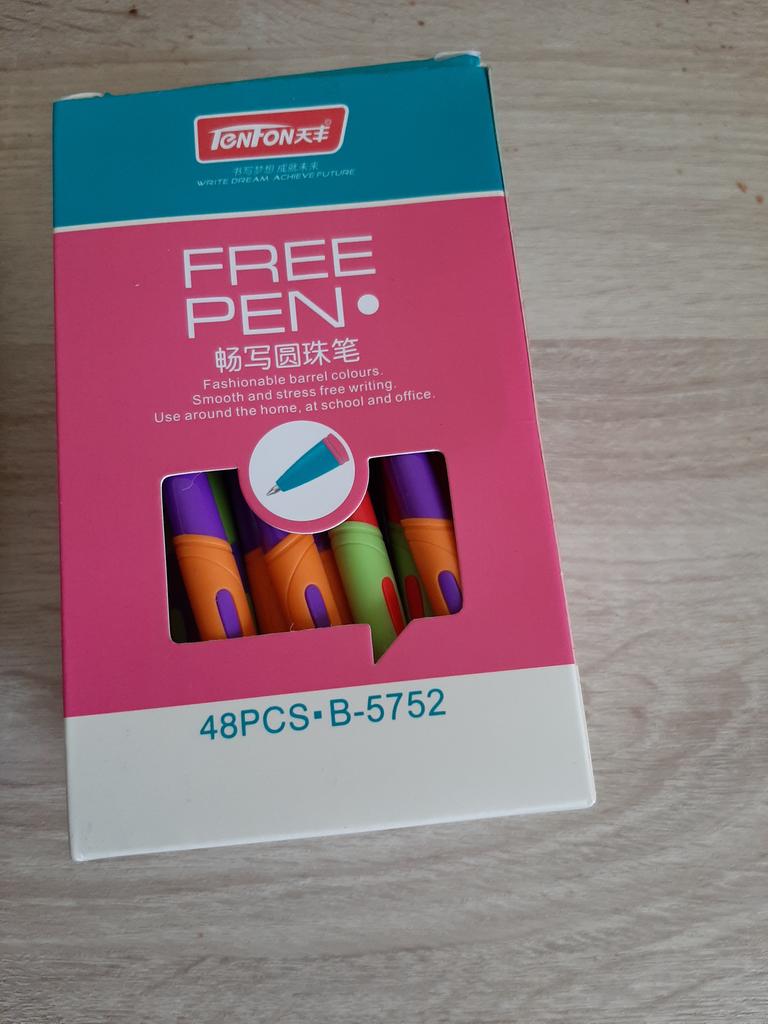 TENFON天丰®
书写梦想 成就未来
WRITE DREAM ACHIEVE FUTURE
FREE
PEN•
畅写圆珠笔
Fashionable barrel colours.
Smooth and stress free writing.
Use around the home, at school and office.
48PCS▪B-5752